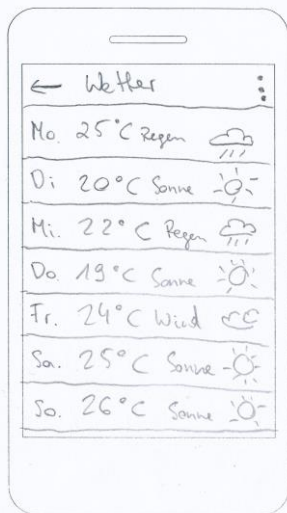 ← Wetter
Mo. 25°C Regen
Di 20°C Sonne
Mi. 22°C Regen
Do. 19°C Sonne
Fr. 24°C Wind
Sa. 25°C Sonne
So. 26°C Sonne